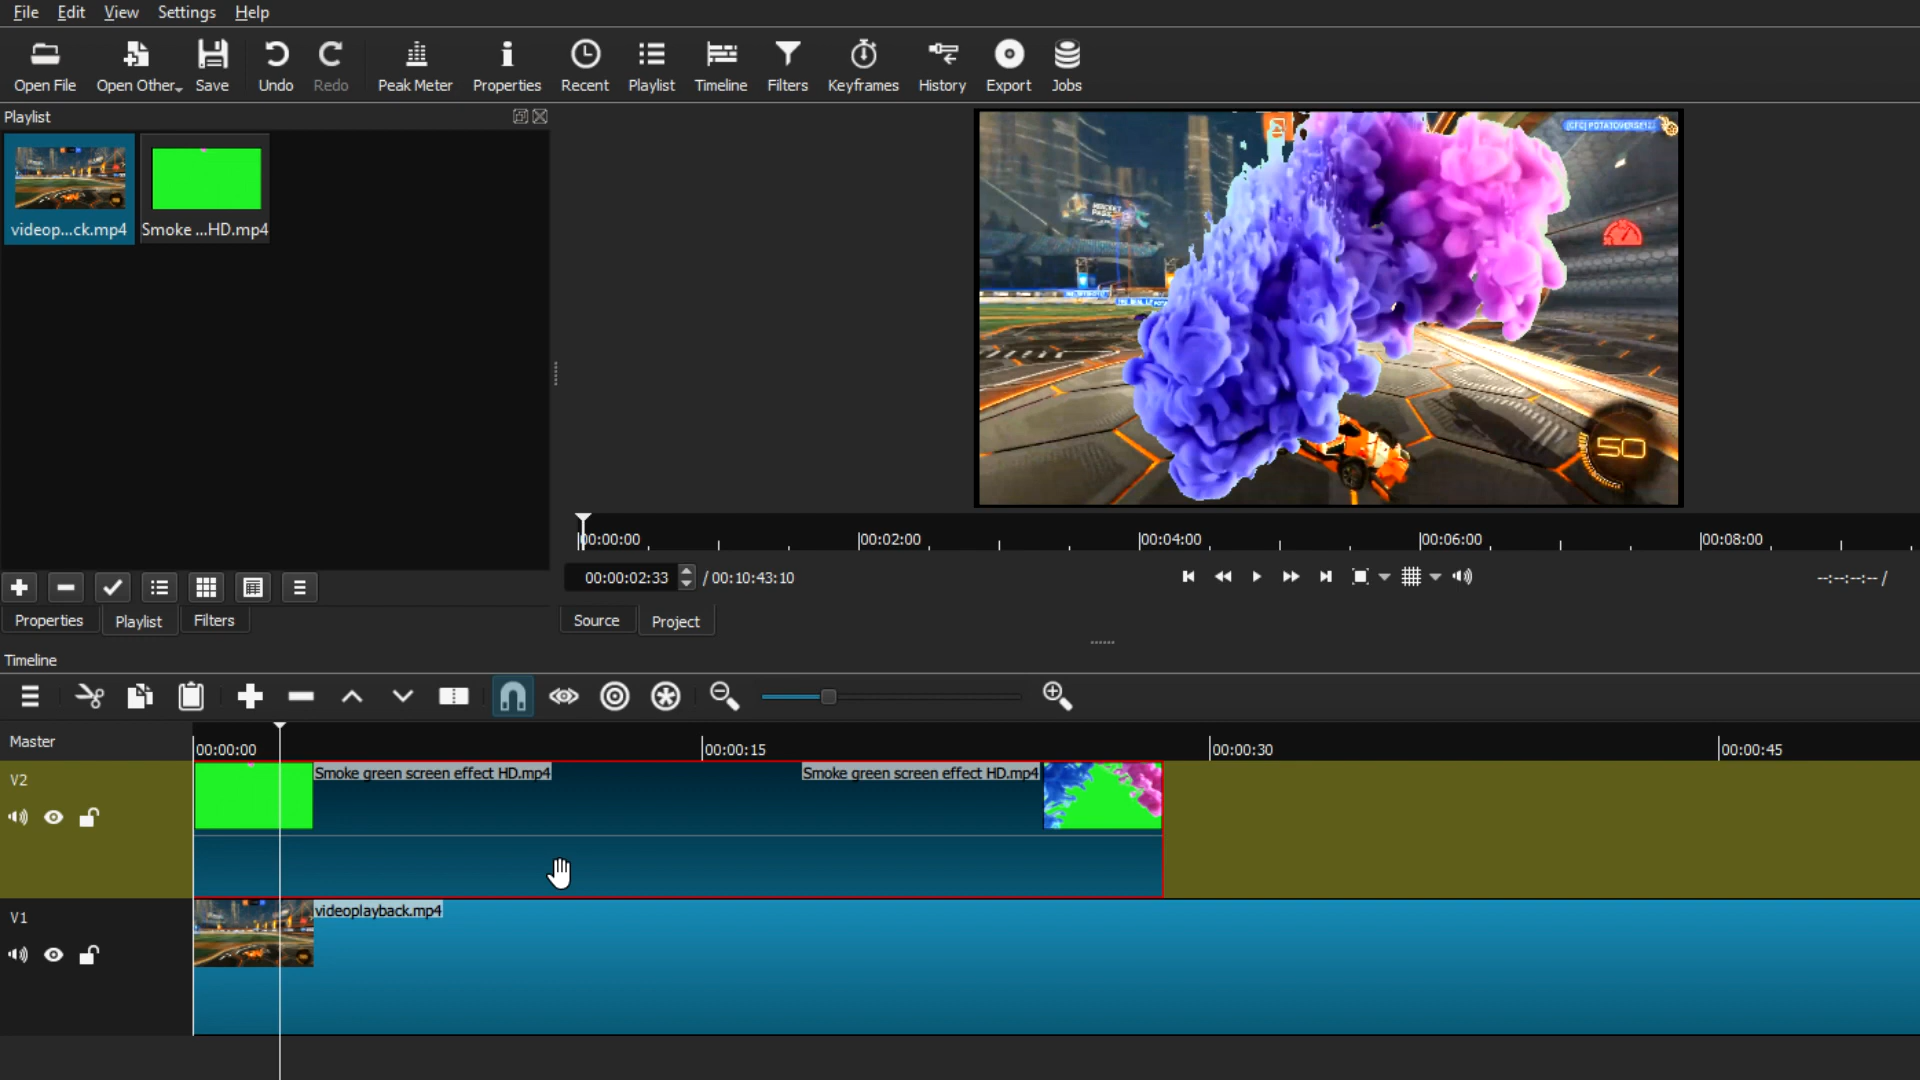 File Edit View Settings Help
Open File Open Other Save Undo Redo Peak Meter Properties Recent Playlist Timeline Filters Keyframes History Export Jobs
Playlist
videop...ck.mp4 Smoke ...HD.mp4
50
00:00:00 00:02:00 00:04:00 00:06:00 00:08:00
00:00:02:33 / 00:10:43:10 --:--:--:-- /
Properties Playlist Filters Source Project
Timeline
Master 00:00:00 00:00:15 00:00:30 00:00:45
V2 Smoke green screen effect HD.mp4 Smoke green screen effect HD.mp4
V1 videoplayback.mp4